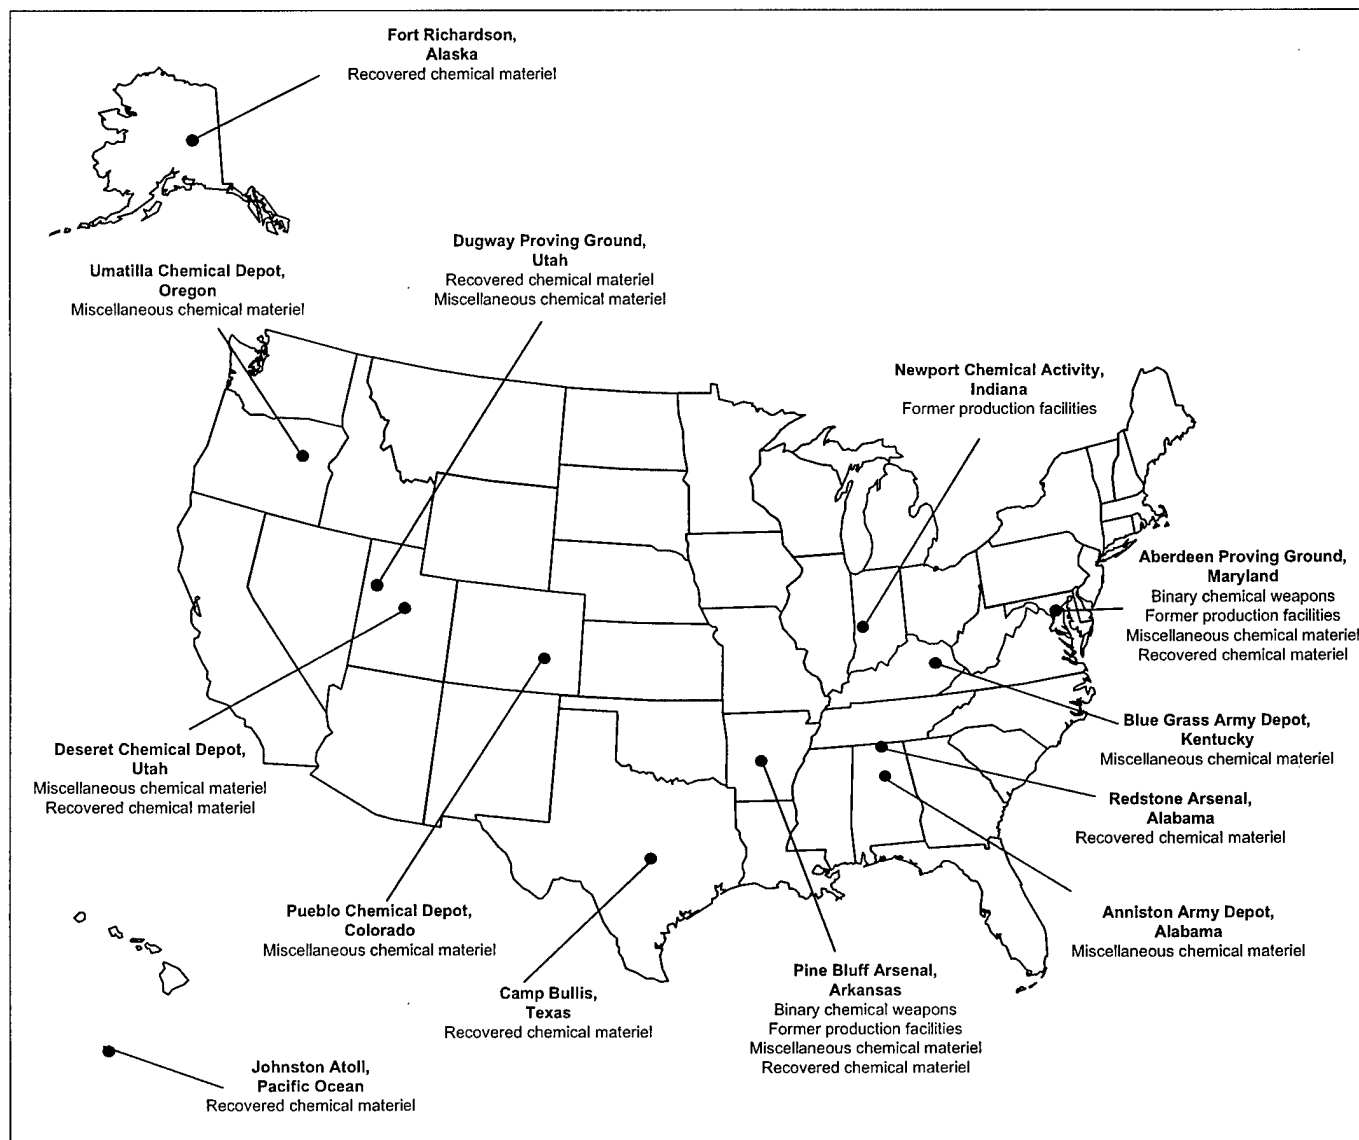 Fort Richardson,
Alaska
Recovered chemical materiel
Dugway Proving Ground,
Utah
Recovered chemical materiel
Miscellaneous chemical materiel
Umatilla Chemical Depot,
Oregon
Miscellaneous chemical materiel
Newport Chemical Activity,
Indiana
Former production facilities
Aberdeen Proving Ground,
Maryland
Binary chemical weapons
Former production facilities
Miscellaneous chemical materiel
Recovered chemical materiel
Blue Grass Army Depot,
Kentucky
Miscellaneous chemical materiel
Deseret Chemical Depot,
Utah
Miscellaneous chemical materiel
Recovered chemical materiel
Redstone Arsenal,
Alabama
Recovered chemical materiel
Pueblo Chemical Depot,
Colorado
Miscellaneous chemical materiel
Anniston Army Depot,
Alabama
Miscellaneous chemical materiel
Camp Bullis,
Texas
Recovered chemical materiel
Pine Bluff Arsenal,
Arkansas
Binary chemical weapons
Former production facilities
Miscellaneous chemical materiel
Recovered chemical materiel
Johnston Atoll,
Pacific Ocean
Recovered chemical materiel